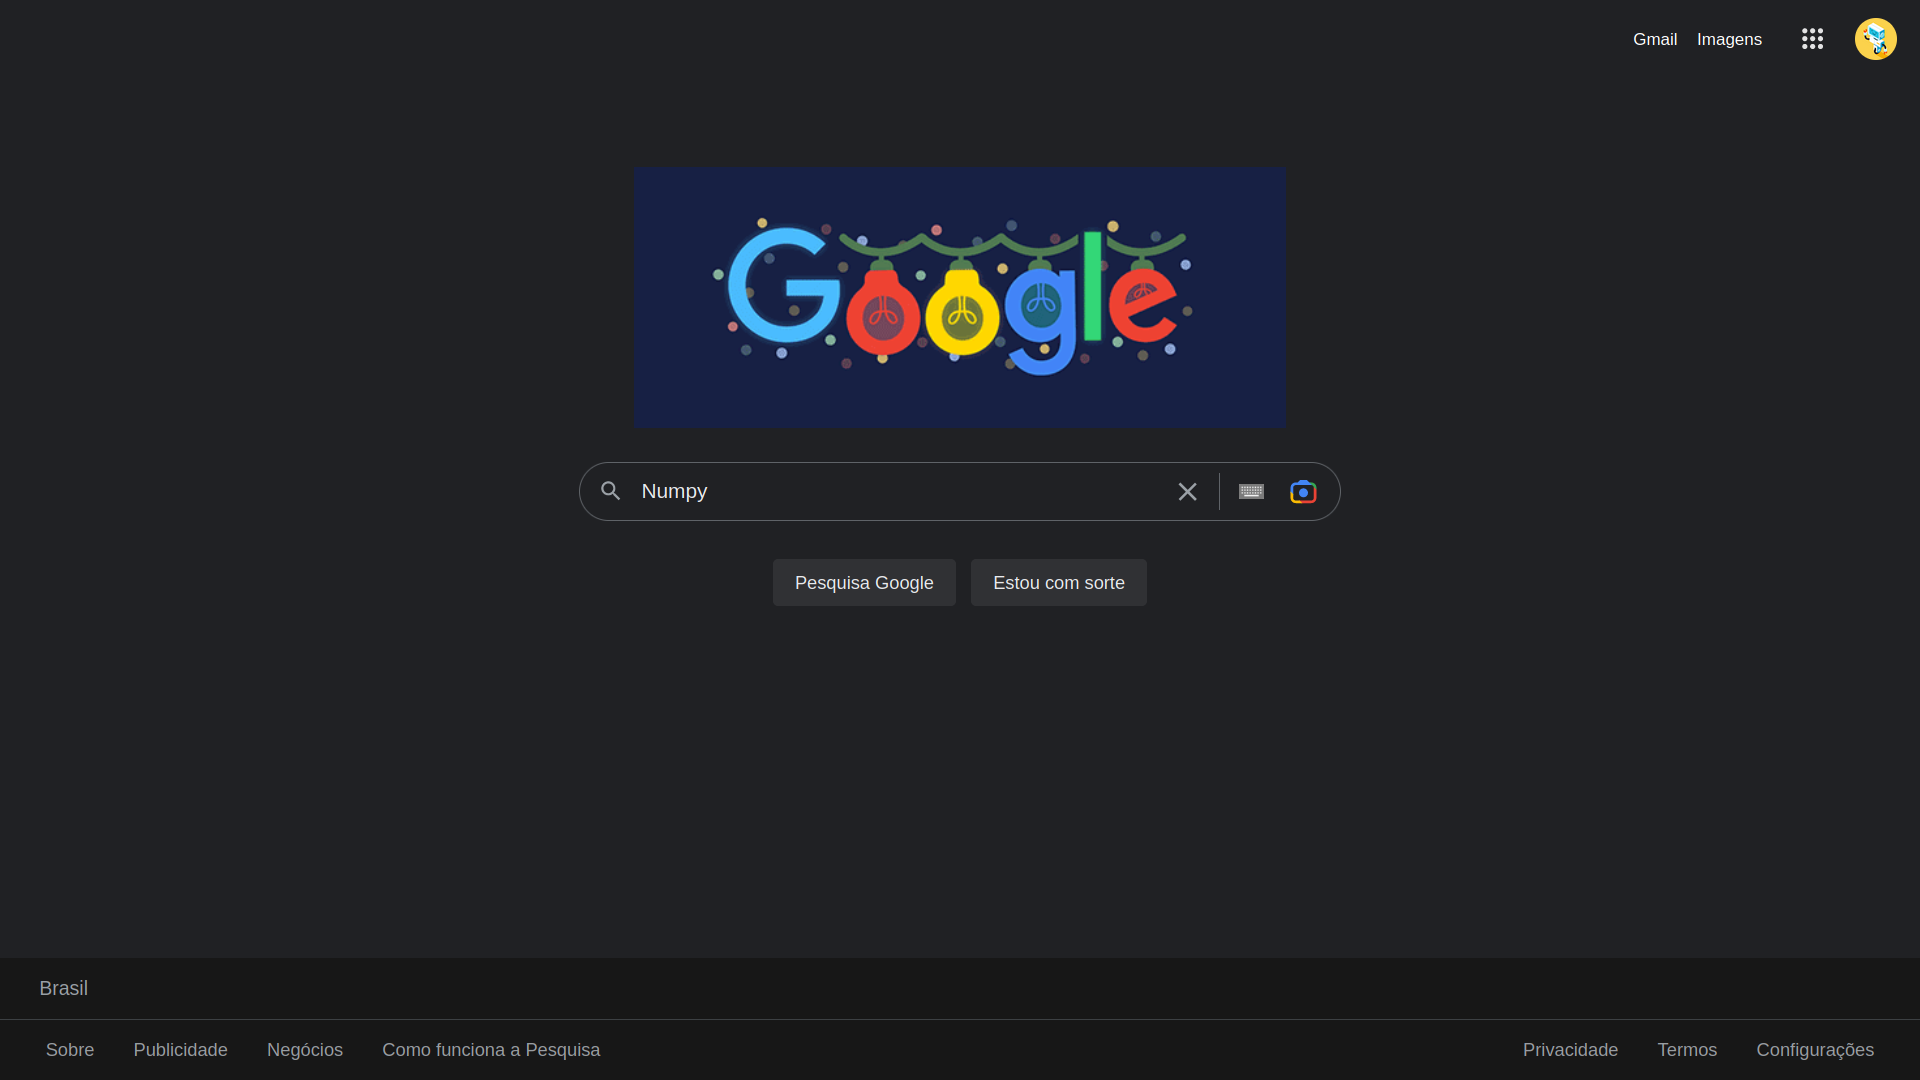 Gmail Imagens
Google
Numpy
Pesquisa Google Estou com sorte
Brasil
Sobre Publicidade Negócios Como funciona a Pesquisa Privacidade Termos Configurações